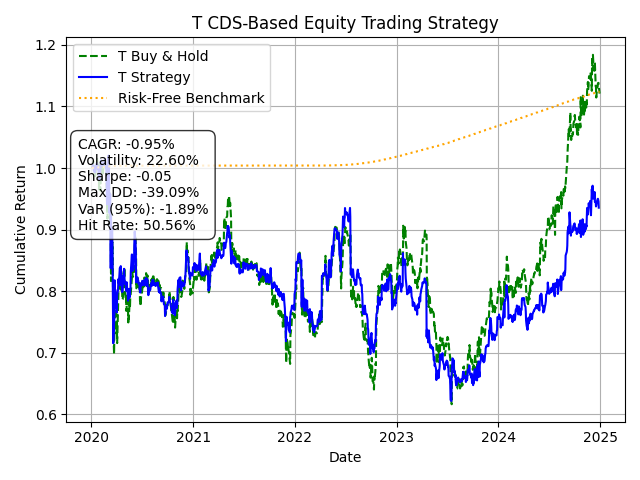 T CDS-Based Equity Trading Strategy
1.2
1.1
1.0
0.9
0.8
0.7
0.6
Cumulative Return
T Buy & Hold
T Strategy
Risk-Free Benchmark
CAGR: -0.95%
Volatility: 22.60%
Sharpe: -0.05
Max DD: -39.09%
VaR (95%): -1.89%
Hit Rate: 50.56%
2020
2021
2022
2023
2024
2025
Date